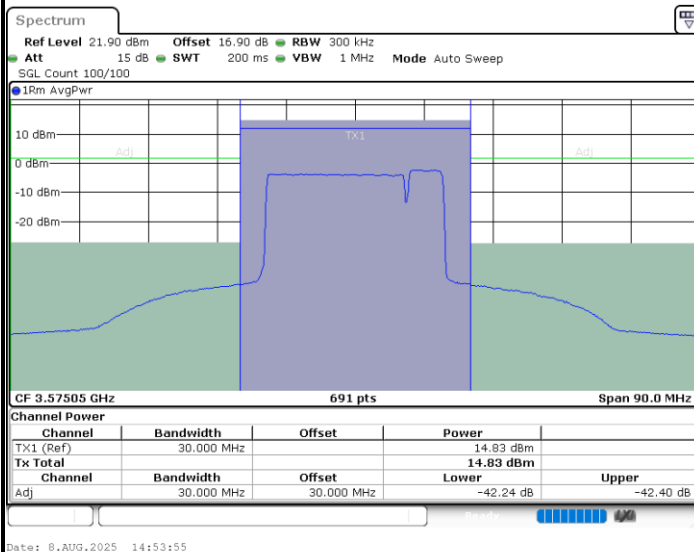 Spectrum
Ref Level 21.90 dBm Offset 16.90 dB RBW 300 kHz
Att 15 dB SWT 200 ms VBW 1 MHz Mode Auto Sweep
SGL Count 100/100
1Rm AvgPwr
10 dBm
TX1
Adj Adj
0 dBm
-10 dBm
-20 dBm
CF 3.57505 GHz 691 pts Span 90.0 MHz
Channel Power
Channel Bandwidth Offset Power
TX1 (Ref) 30.000 MHz 14.83 dBm
Tx Total 14.83 dBm
Channel Bandwidth Offset Lower Upper
Adj 30.000 MHz 30.000 MHz -42.24 dB -42.40 dB
Ready
Date: 8.AUG.2025 14:53:55